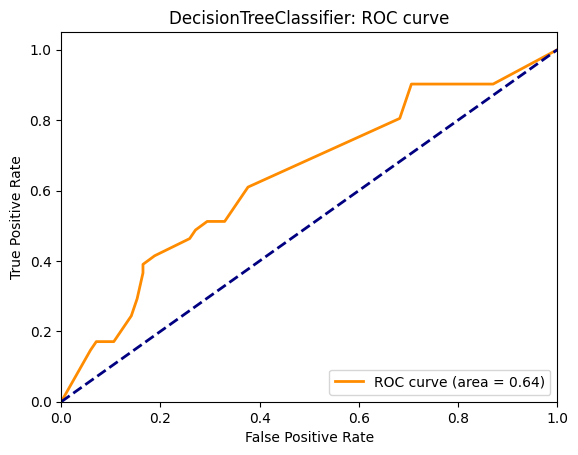 DecisionTreeClassifier: ROC curve
1.0
0.8
0.6
0.4
0.2
0.0
True Positive Rate
ROC curve (area = 0.64)
0.0 0.2 0.4 0.6 0.8 1.0
False Positive Rate